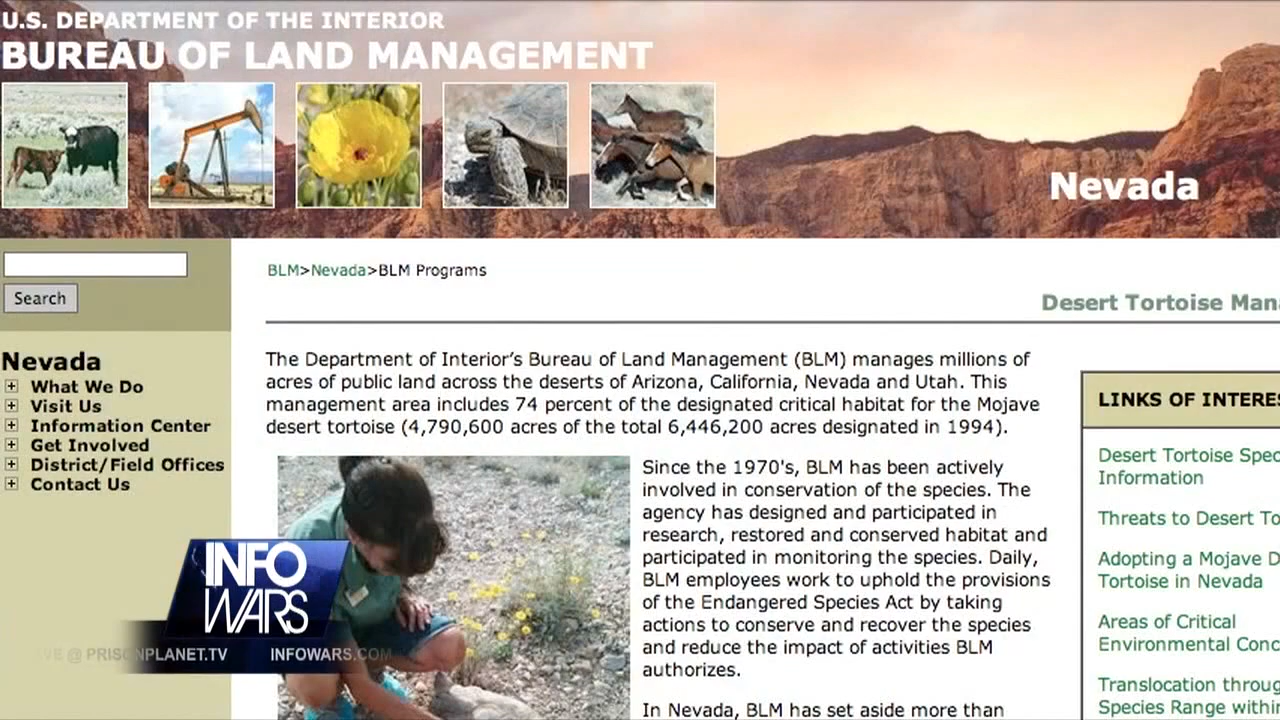 U.S. DEPARTMENT OF THE INTERIOR
BUREAU OF LAND MANAGEMENT
Nevada
Search
BLM>Nevada>BLM Programs
Desert Tortoise
Nevada
What We Do
Visit Us
Information Center
Get Involved
District/Field Offices
Contact Us
The Department of Interior's Bureau of Land Management (BLM) manages millions of
acres of public land across the deserts of Arizona, California, Nevada and Utah. This
management area includes 74 percent of the designated critical habitat for the Mojave
desert tortoise (4,790,600 acres of the total 6,446,200 acres designated in 1994).
Since the 1970's, BLM has been actively
involved in conservation of the species. The
agency has designed and participated in
research, restored and conserved habitat and
participated in monitoring the species. Daily,
BLM employees work to uphold the provisions
of the Endangered Species Act by taking
actions to conserve and recover the species
and reduce the impact of activities BLM
authorizes.
In Nevada, BLM has set aside more than
LINKS OF
Desert Tortoise
Information
Threats to Desert
Adopting a Mojave
Tortoise in Nevada
Areas of Critical
Environmental
Translocation
Species Range
INFO
WARS
@ PRISONPLANET.TV INFOWARS.COM